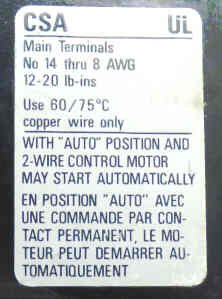 CSA UL
Main Terminals
No 14 thru 8 AWG
12-20 lb-ins
Use 60/75°C
copper wire only
WITH "AUTO" POSITION AND
2-WIRE CONTROL MOTOR
MAY START AUTOMATICALLY
EN POSITION "AUTO" AVEC
UNE COMMANDE PAR CON-
TACT PERMANENT, LE MO-
TEUR PEUT DEMARRER AU-
TOMATIQUEMENT